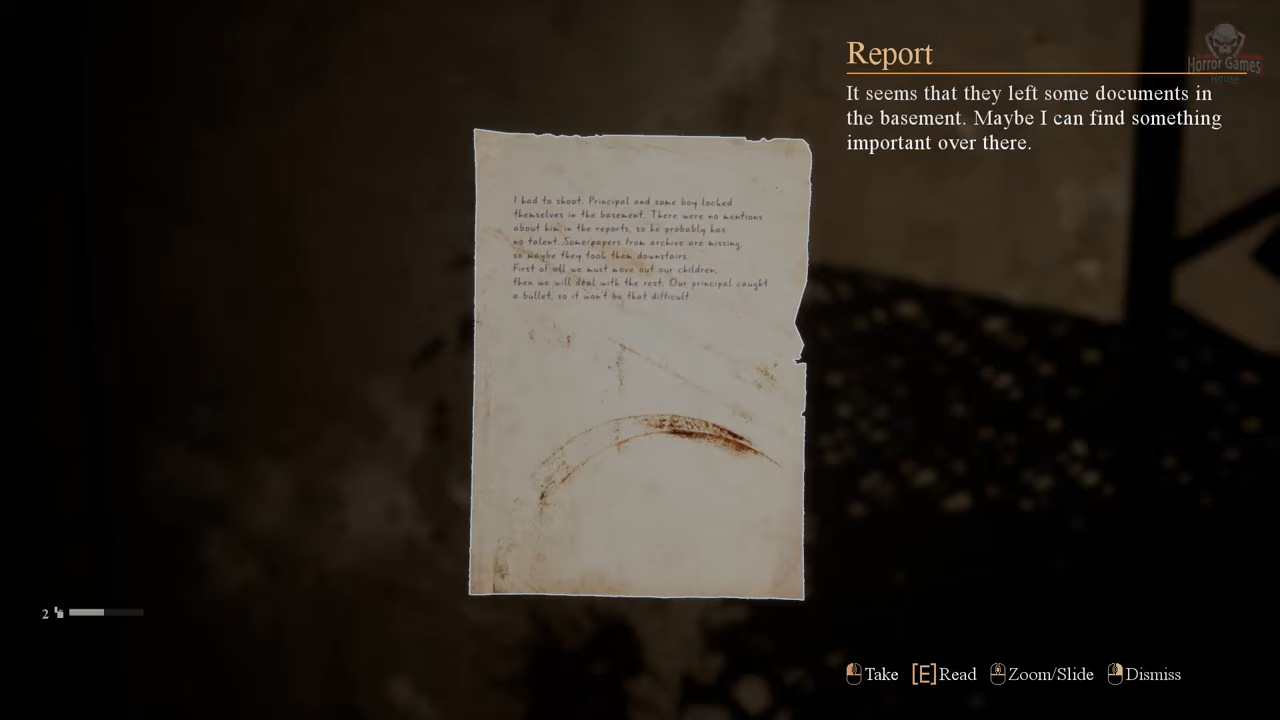 Report
Horror Games
House
It seems that they left some documents in
the basement. Maybe I can find something
important over there.
I had to shoot. Principal and some boy locked
themselves in the basement. There were no mentions
about him in the reports, so he probably has
no talent. Somerpapers from archive are missing,
so maybe they took them downstairs.
First of all we must move out our children,
then we will deal with the rest. Our principal caught
a bullet, so it won't be that difficult.
2
Take [E]Read Zoom/Slide Dismiss